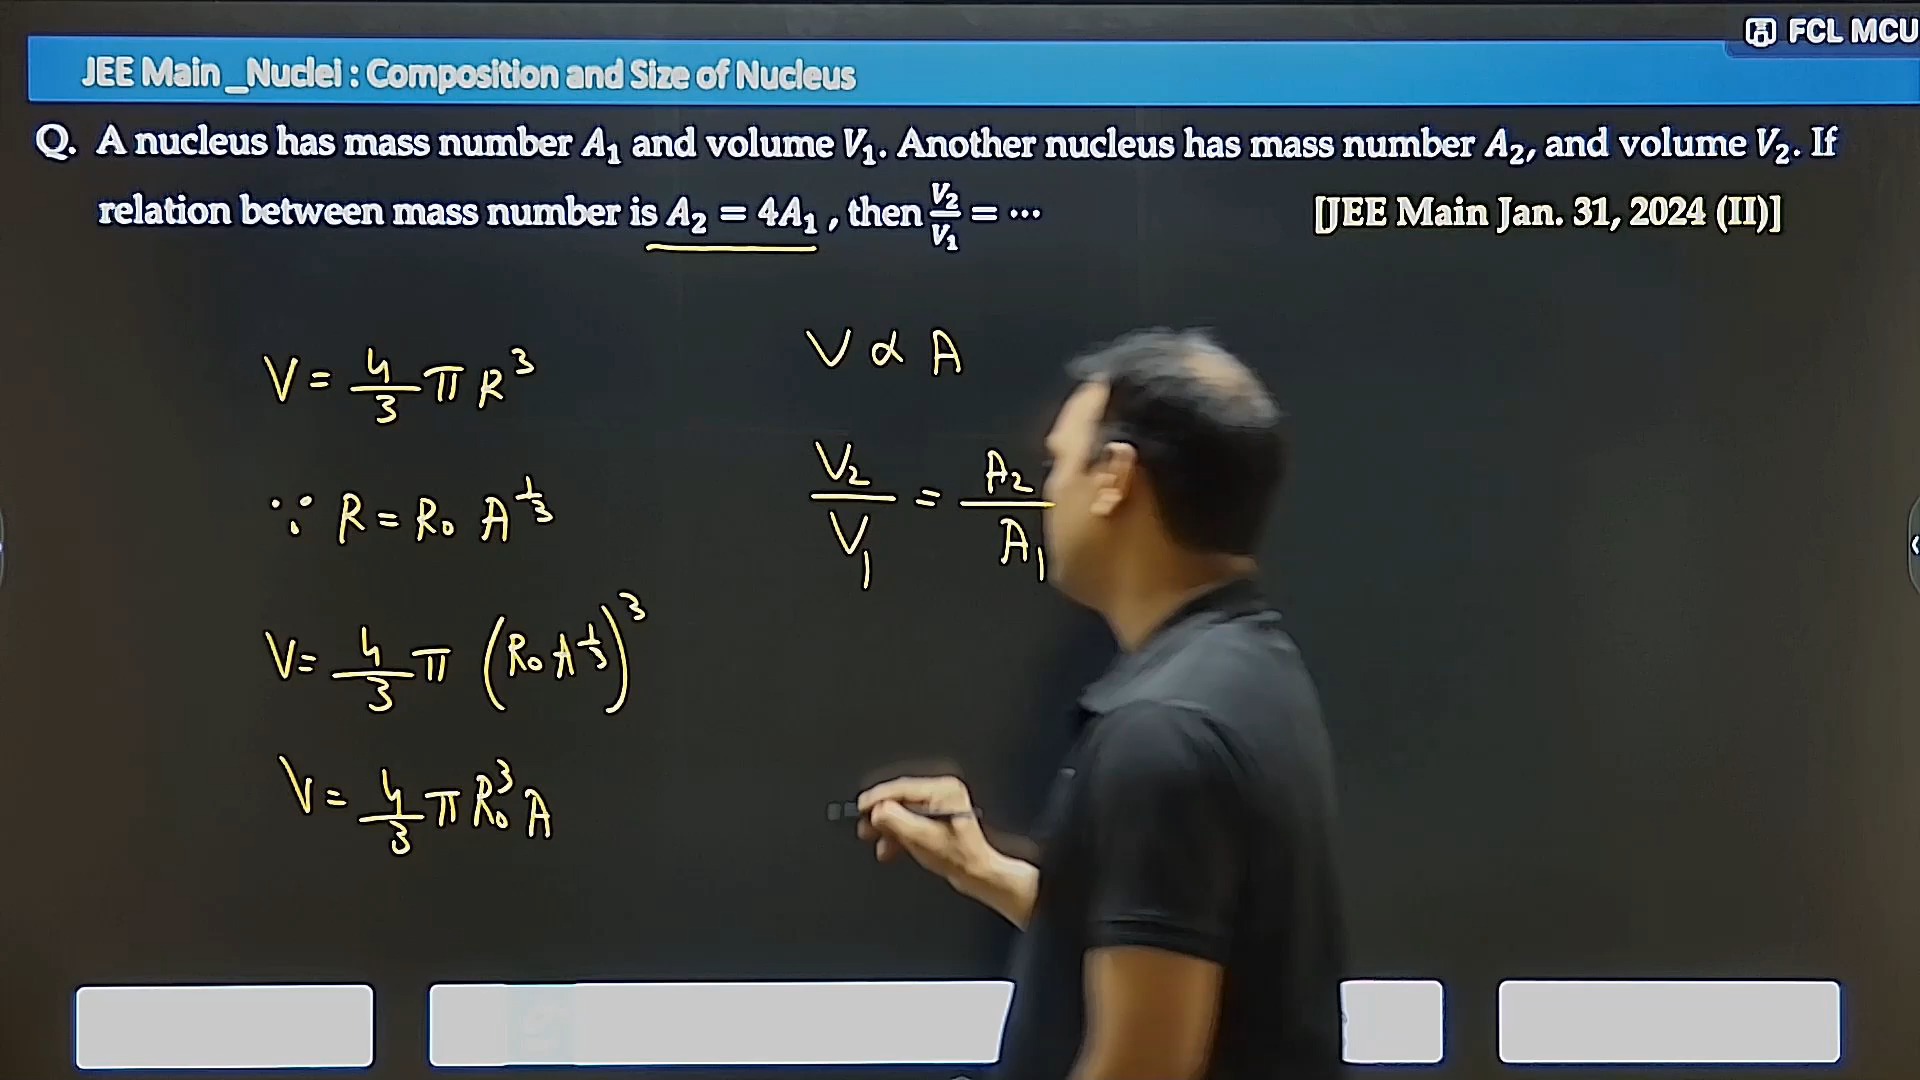 FCL MCU
JEE Main _Nuclei : Composition and Size of Nucleus
Q. A nucleus has mass number A₁ and volume V₁. Another nucleus has mass number A₂, and volume V₂. If
relation between mass number is A₂ = 4A₁ , then V₂/V₁ = ⋯ [JEE Main Jan. 31, 2024 (II)]
V = 4/3 π R³
∵ R = R₀ A^1/3
V = 4/3 π (R₀ A^1/3)³
V = 4/3 π R₀³ A
V ∝ A
V₂/V₁ = A₂/A₁